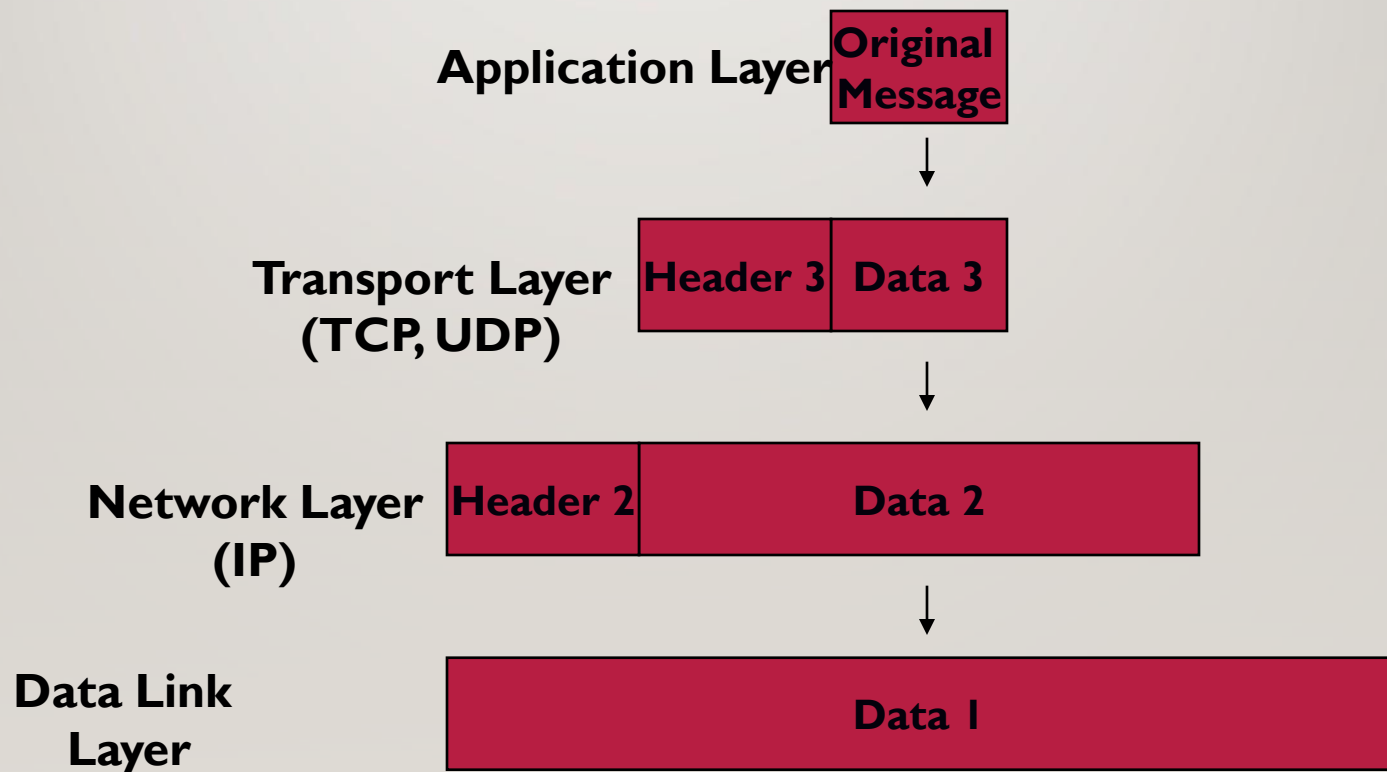 Application Layer
Original
Message
Transport Layer
(TCP, UDP)
Header 3
Data 3
Network Layer
(IP)
Header 2
Data 2
Data Link
Layer
Data 1